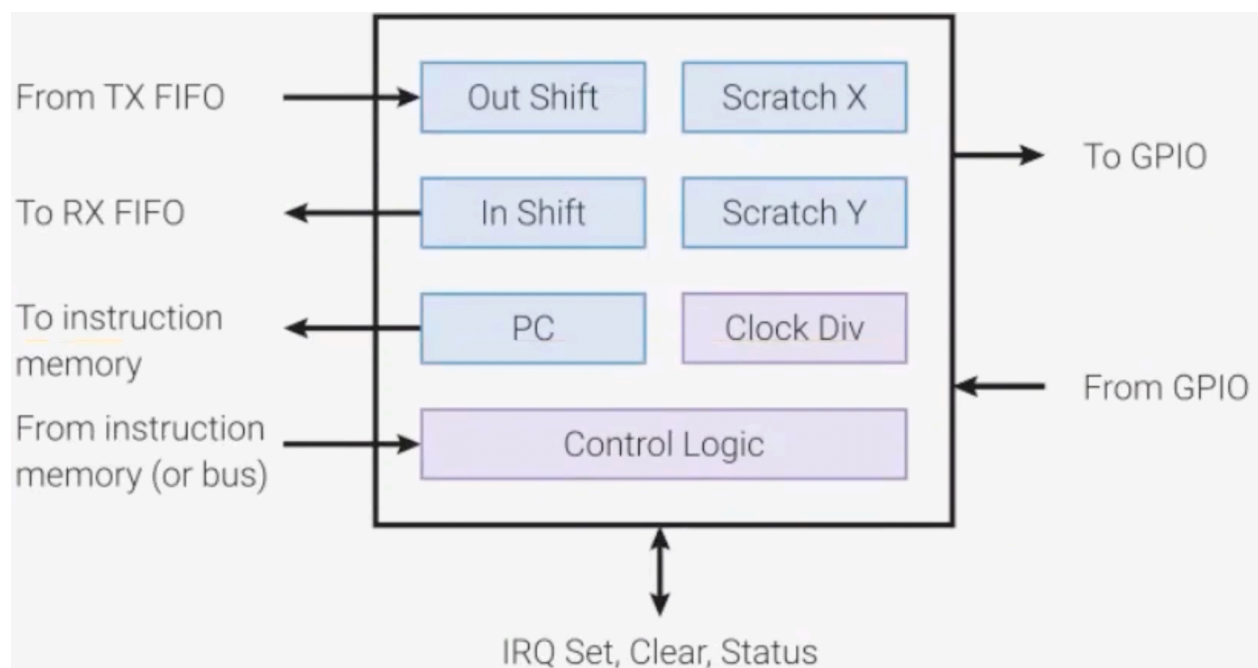 From TX FIFO
Out Shift
Scratch X
To GPIO
To RX FIFO
In Shift
Scratch Y
To instruction
memory
PC
Clock Div
From GPIO
From instruction
memory (or bus)
Control Logic
IRQ Set, Clear, Status